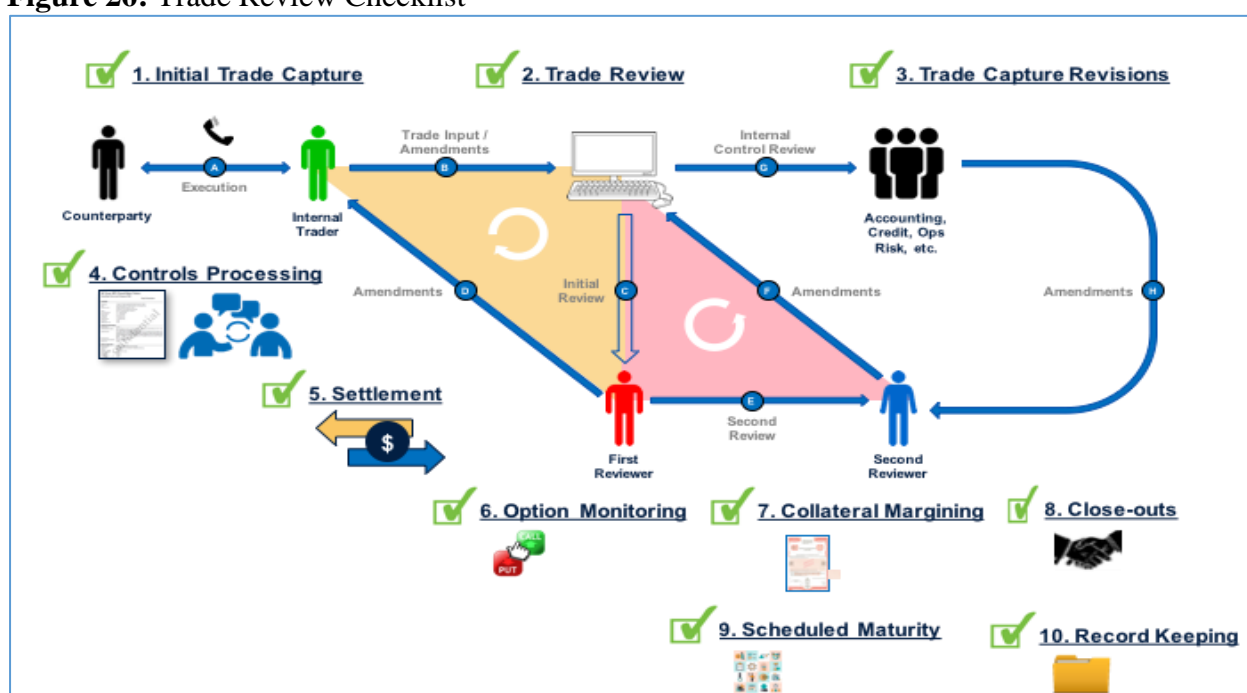 Figure 26: Trade Review Checklist
1. Initial Trade Capture
2. Trade Review
3. Trade Capture Revisions
Trade Input /
Amendments
Internal
Control Review
A
B
G
Execution
Counterparty
Internal
Trader
Accounting,
Credit, Ops
Risk, etc.
4. Controls Processing
Amendments
D
Initial
Review
C
F
Amendments
Amendments
H
5. Settlement
$
E
Second
Review
First
Reviewer
Second
Reviewer
6. Option Monitoring
7. Collateral Margining
8. Close-outs
CALL
PUT
9. Scheduled Maturity
10. Record Keeping